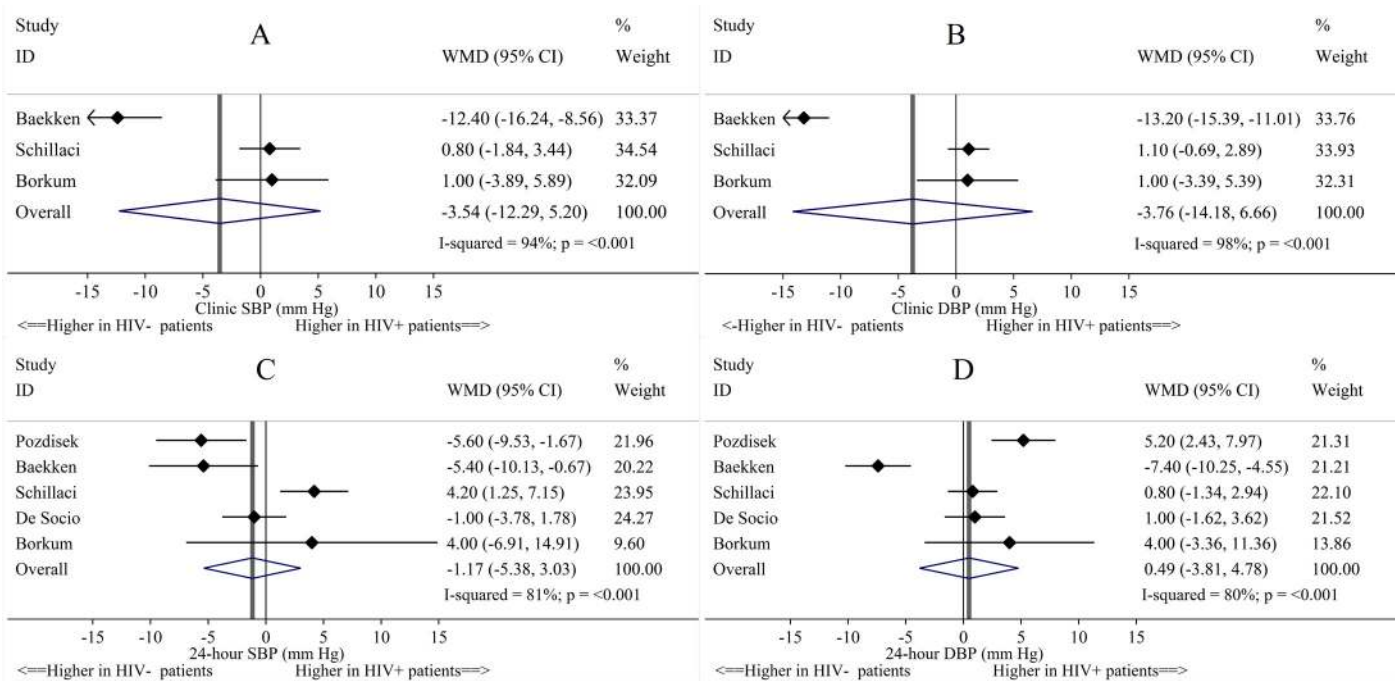 Study %
A
ID WMD (95% CI) Weight
Baekken -12.40 (-16.24, -8.56) 33.37
Schillaci 0.80 (-1.84, 3.44) 34.54
Borkum 1.00 (-3.89, 5.89) 32.09
Overall -3.54 (-12.29, 5.20) 100.00
I-squared = 94%; p = <0.001
-15 -10 -5 0 5 10 15
Clinic SBP (mm Hg)
<==Higher in HIV- patients Higher in HIV+ patients==>
Study %
B
ID WMD (95% CI) Weight
Baekken -13.20 (-15.39, -11.01) 33.76
Schillaci 1.10 (-0.69, 2.89) 33.93
Borkum 1.00 (-3.39, 5.39) 32.31
Overall -3.76 (-14.18, 6.66) 100.00
I-squared = 98%; p = <0.001
-15 -10 -5 0 5 10 15
Clinic DBP (mm Hg)
<-Higher in HIV- patients Higher in HIV+ patients==>
Study %
C
ID WMD (95% CI) Weight
Pozdisek -5.60 (-9.53, -1.67) 21.96
Baekken -5.40 (-10.13, -0.67) 20.22
Schillaci 4.20 (1.25, 7.15) 23.95
De Socio -1.00 (-3.78, 1.78) 24.27
Borkum 4.00 (-6.91, 14.91) 9.60
Overall -1.17 (-5.38, 3.03) 100.00
I-squared = 81%; p = <0.001
-15 -10 -5 0 5 10 15
24-hour SBP (mm Hg)
<==Higher in HIV- patients Higher in HIV+ patients==>
Study %
D
ID WMD (95% CI) Weight
Pozdisek 5.20 (2.43, 7.97) 21.31
Baekken -7.40 (-10.25, -4.55) 21.21
Schillaci 0.80 (-1.34, 2.94) 22.10
De Socio 1.00 (-1.62, 3.62) 21.52
Borkum 4.00 (-3.36, 11.36) 13.86
Overall 0.49 (-3.81, 4.78) 100.00
I-squared = 80%; p = <0.001
-15 -10 -5 0 5 10 15
24-hour DBP (mm Hg)
<==Higher in HIV- patients Higher in HIV+ patients==>